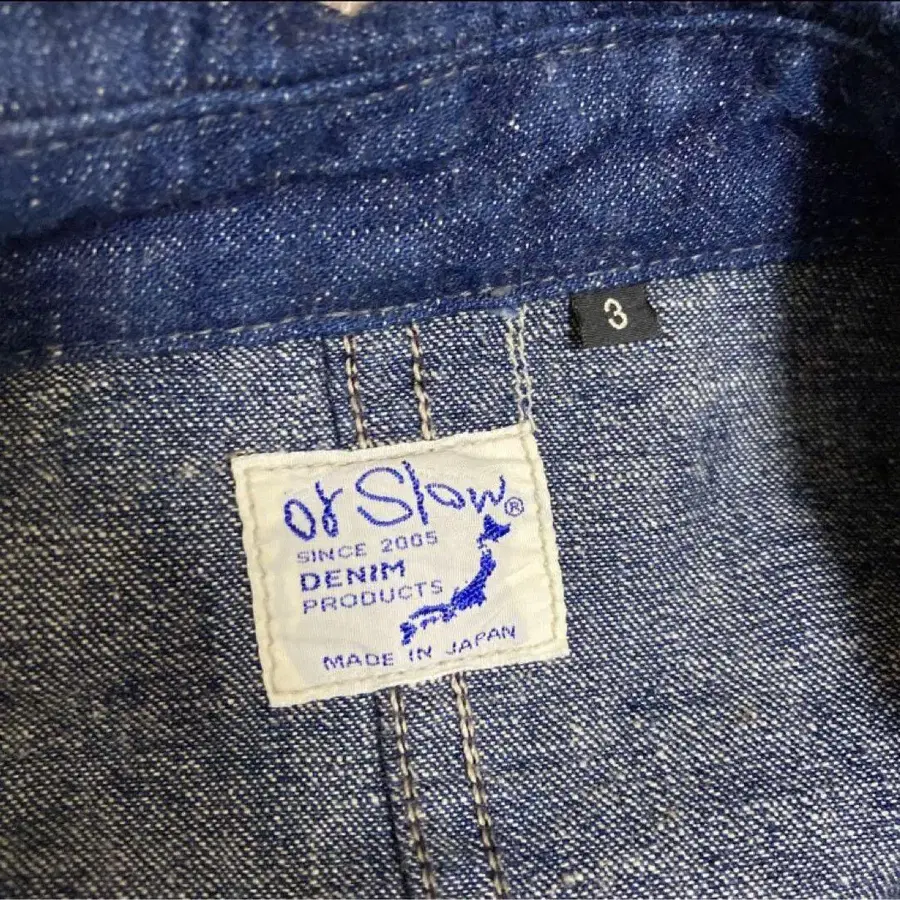 3
or Slow®
SINCE 2005
DENIM
PRODUCTS
MADE IN JAPAN